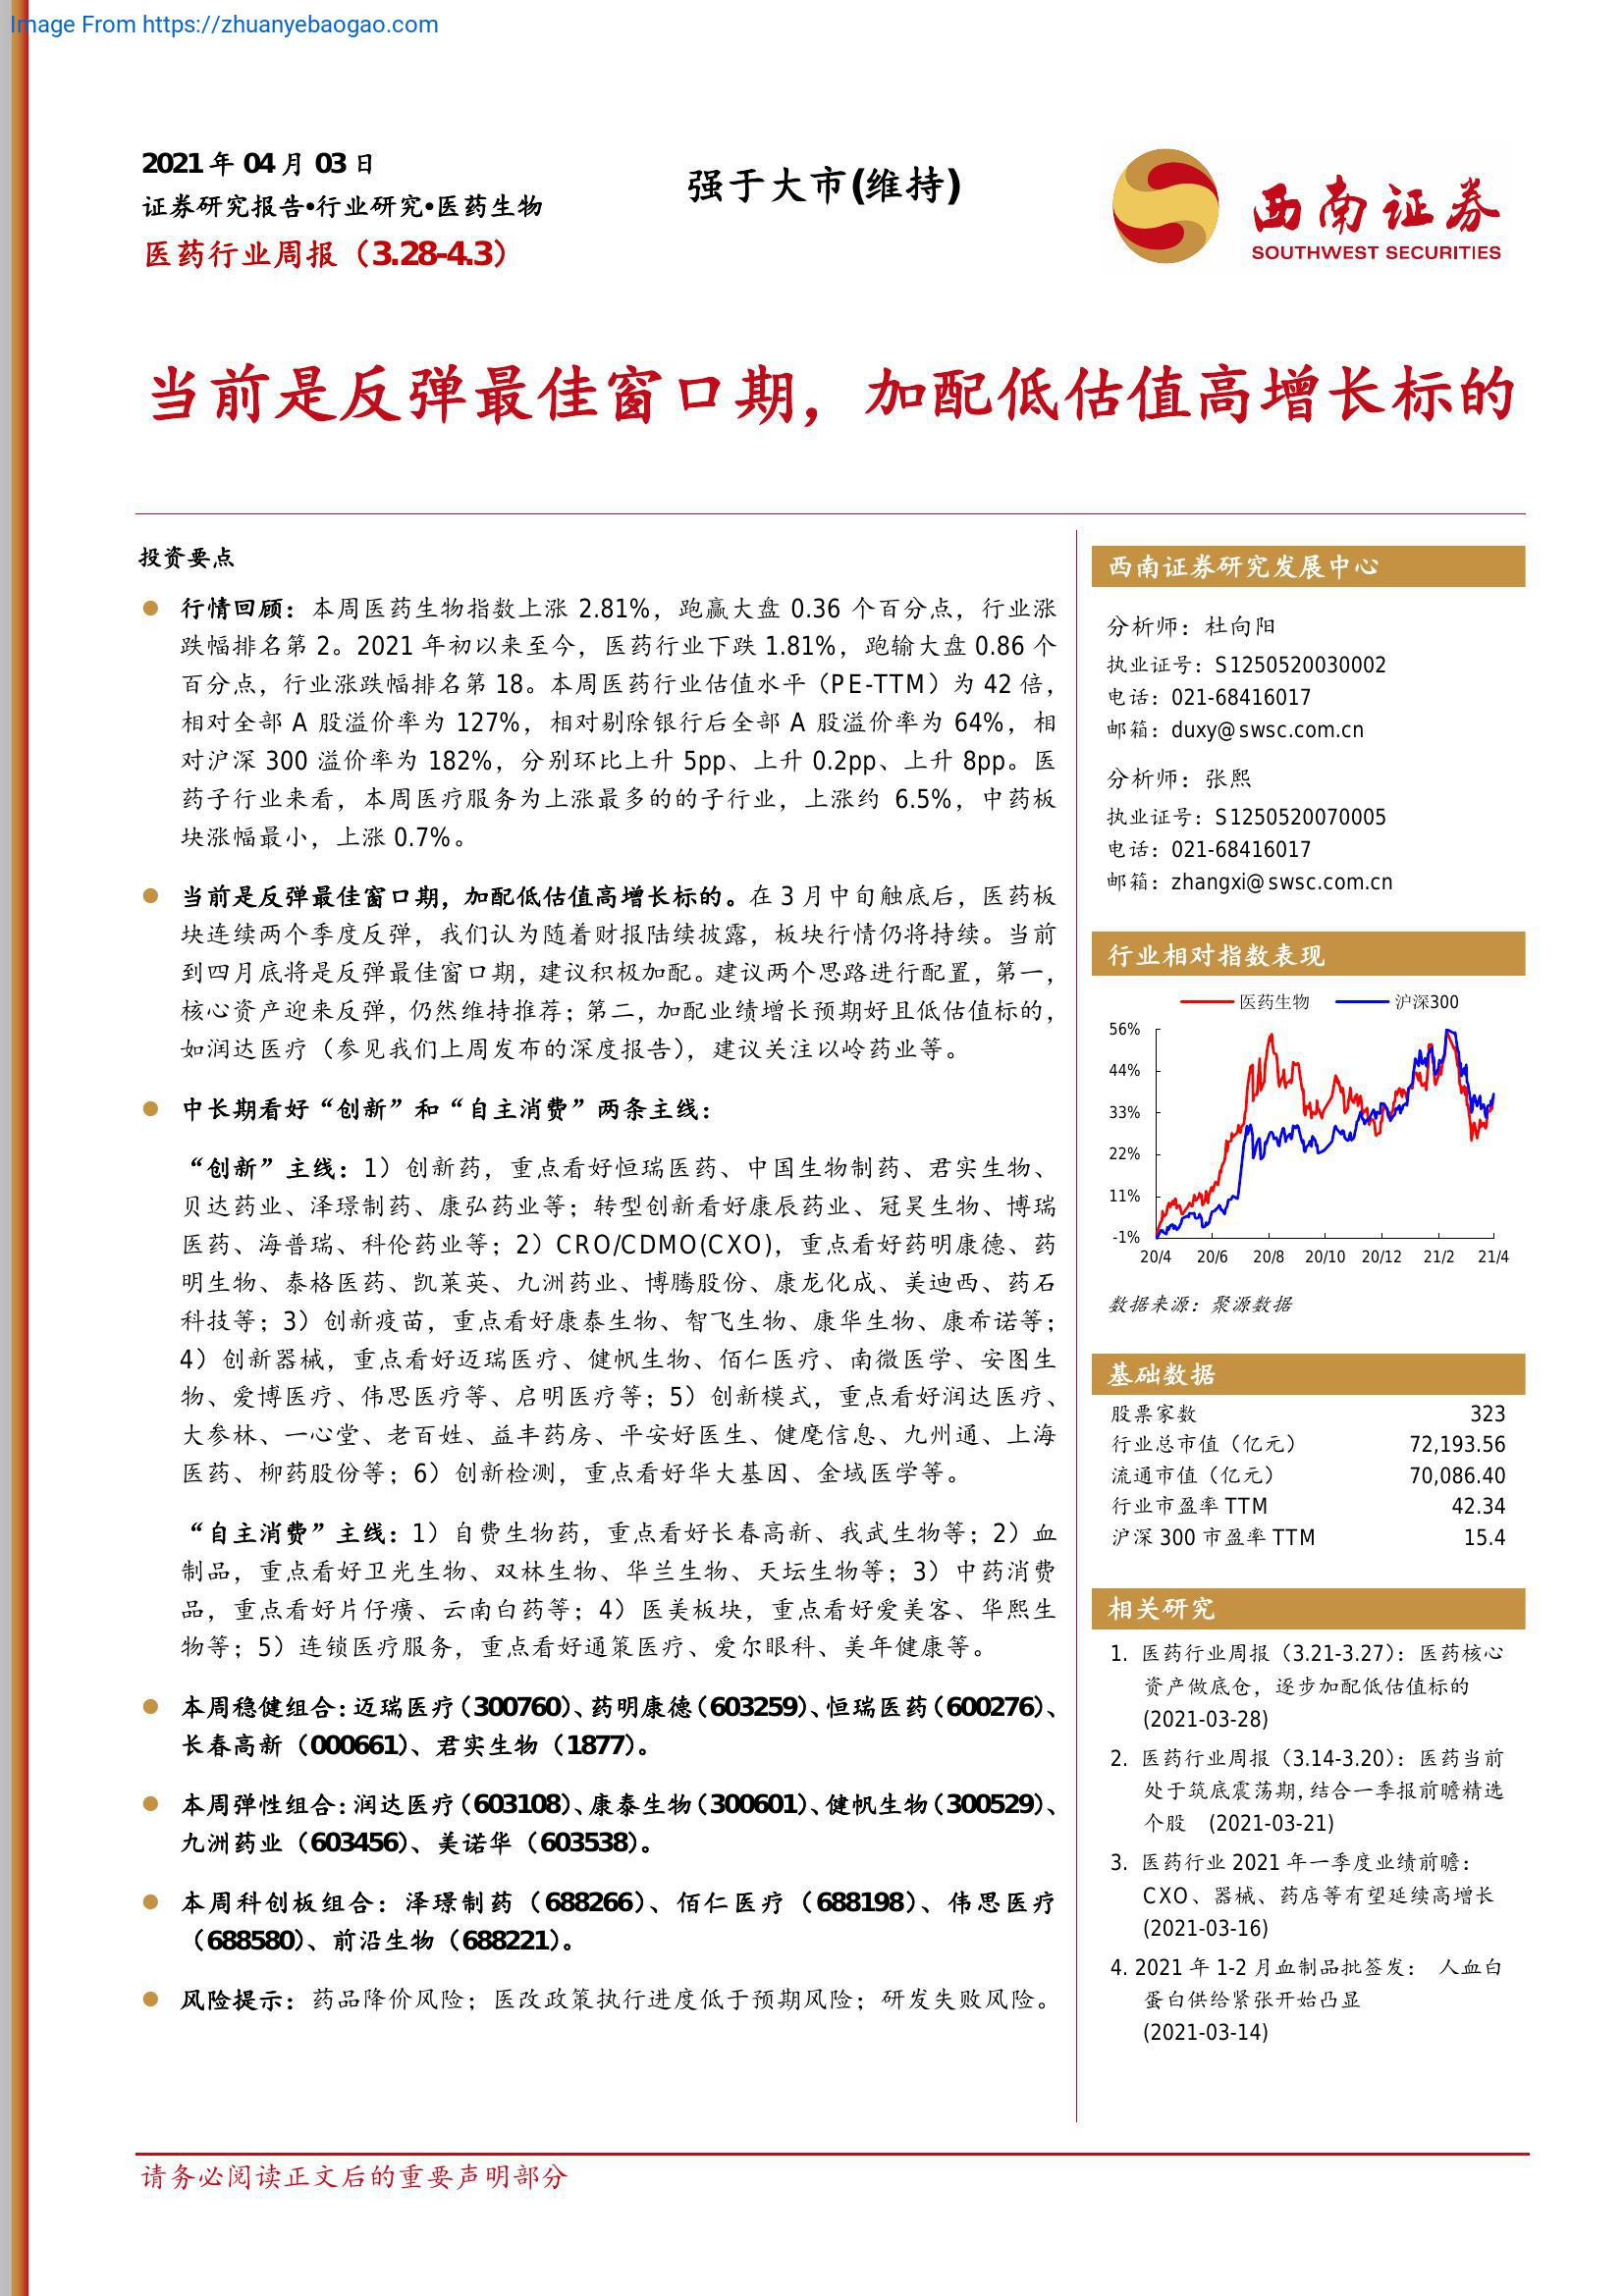 Image From https://zhuanyebaogao.com
2021 年 04 月 03 日
证券研究报告•行业研究•医药生物
医药行业周报（3.28-4.3）
强于大市(维持)
西南证券
SOUTHWEST SECURITIES
当前是反弹最佳窗口期，加配低估值高增长标的
投资要点
行情回顾：本周医药生物指数上涨 2.81%，跑赢大盘 0.36 个百分点，行业涨
跌幅排名第 2。2021 年初以来至今，医药行业下跌 1.81%，跑输大盘 0.86 个
百分点，行业涨跌幅排名第 18。本周医药行业估值水平（PE-TTM）为 42 倍，
相对全部 A 股溢价率为 127%，相对剔除银行后全部 A 股溢价率为 64%，相
对沪深 300 溢价率为 182%，分别环比上升 5pp、上升 0.2pp、上升 8pp。医
药子行业来看，本周医疗服务为上涨最多的的子行业，上涨约 6.5%，中药板
块涨幅最小，上涨 0.7%。
当前是反弹最佳窗口期，加配低估值高增长标的。在 3 月中旬触底后，医药板
块连续两个季度反弹，我们认为随着财报陆续披露，板块行情仍将持续。当前
到四月底将是反弹最佳窗口期，建议积极加配。建议两个思路进行配置，第一，
核心资产迎来反弹，仍然维持推荐；第二，加配业绩增长预期好且低估值标的，
如润达医疗（参见我们上周发布的深度报告），建议关注以岭药业等。
中长期看好“创新”和“自主消费”两条主线：
“创新”主线：1）创新药，重点看好恒瑞医药、中国生物制药、君实生物、
贝达药业、泽璟制药、康弘药业等；转型创新看好康辰药业、冠昊生物、博瑞
医药、海普瑞、科伦药业等；2）CRO/CDMO(CXO)，重点看好药明康德、药
明生物、泰格医药、凯莱英、九洲药业、博腾股份、康龙化成、美迪西、药石
科技等；3）创新疫苗，重点看好康泰生物、智飞生物、康华生物、康希诺等；
4）创新器械，重点看好迈瑞医疗、健帆生物、佰仁医疗、南微医学、安图生
物、爱博医疗、伟思医疗等、启明医疗等；5）创新模式，重点看好润达医疗、
大参林、一心堂、老百姓、益丰药房、平安好医生、健麾信息、九州通、上海
医药、柳药股份等；6）创新检测，重点看好华大基因、金域医学等。
“自主消费”主线：1）自费生物药，重点看好长春高新、我武生物等；2）血
制品，重点看好卫光生物、双林生物、华兰生物、天坛生物等；3）中药消费
品，重点看好片仔癀、云南白药等；4）医美板块，重点看好爱美客、华熙生
物等；5）连锁医疗服务，重点看好通策医疗、爱尔眼科、美年健康等。
本周稳健组合：迈瑞医疗（300760）、药明康德（603259）、恒瑞医药（600276）、
长春高新（000661）、君实生物（1877）。
本周弹性组合：润达医疗（603108）、康泰生物（300601）、健帆生物（300529）、
九洲药业（603456）、美诺华（603538）。
本周科创板组合：泽璟制药（688266）、佰仁医疗（688198）、伟思医疗
（688580）、前沿生物（688221）。
风险提示：药品降价风险；医改政策执行进度低于预期风险；研发失败风险。
西南证券研究发展中心
分析师：杜向阳
执业证号：S1250520030002
电话：021-68416017
邮箱：duxy@swsc.com.cn
分析师：张熙
执业证号：S1250520070005
电话：021-68416017
邮箱：zhangxi@swsc.com.cn
行业相对指数表现
医药生物 沪深300
56%
44%
33%
22%
11%
-1%
20/4 20/6 20/8 20/10 20/12 21/2 21/4
数据来源：聚源数据
基础数据
股票家数 323
行业总市值（亿元） 72,193.56
流通市值（亿元） 70,086.40
行业市盈率 TTM 42.34
沪深 300 市盈率 TTM 15.4
相关研究
1. 医药行业周报（3.21-3.27）：医药核心
资产做底仓，逐步加配低估值标的
(2021-03-28)
2. 医药行业周报（3.14-3.20）：医药当前
处于筑底震荡期，结合一季报前瞻精选
个股 (2021-03-21)
3. 医药行业 2021 年一季度业绩前瞻：
CXO、器械、药店等有望延续高增长
(2021-03-16)
4. 2021 年 1-2 月血制品批签发： 人血白
蛋白供给紧张开始凸显
(2021-03-14)
请务必阅读正文后的重要声明部分